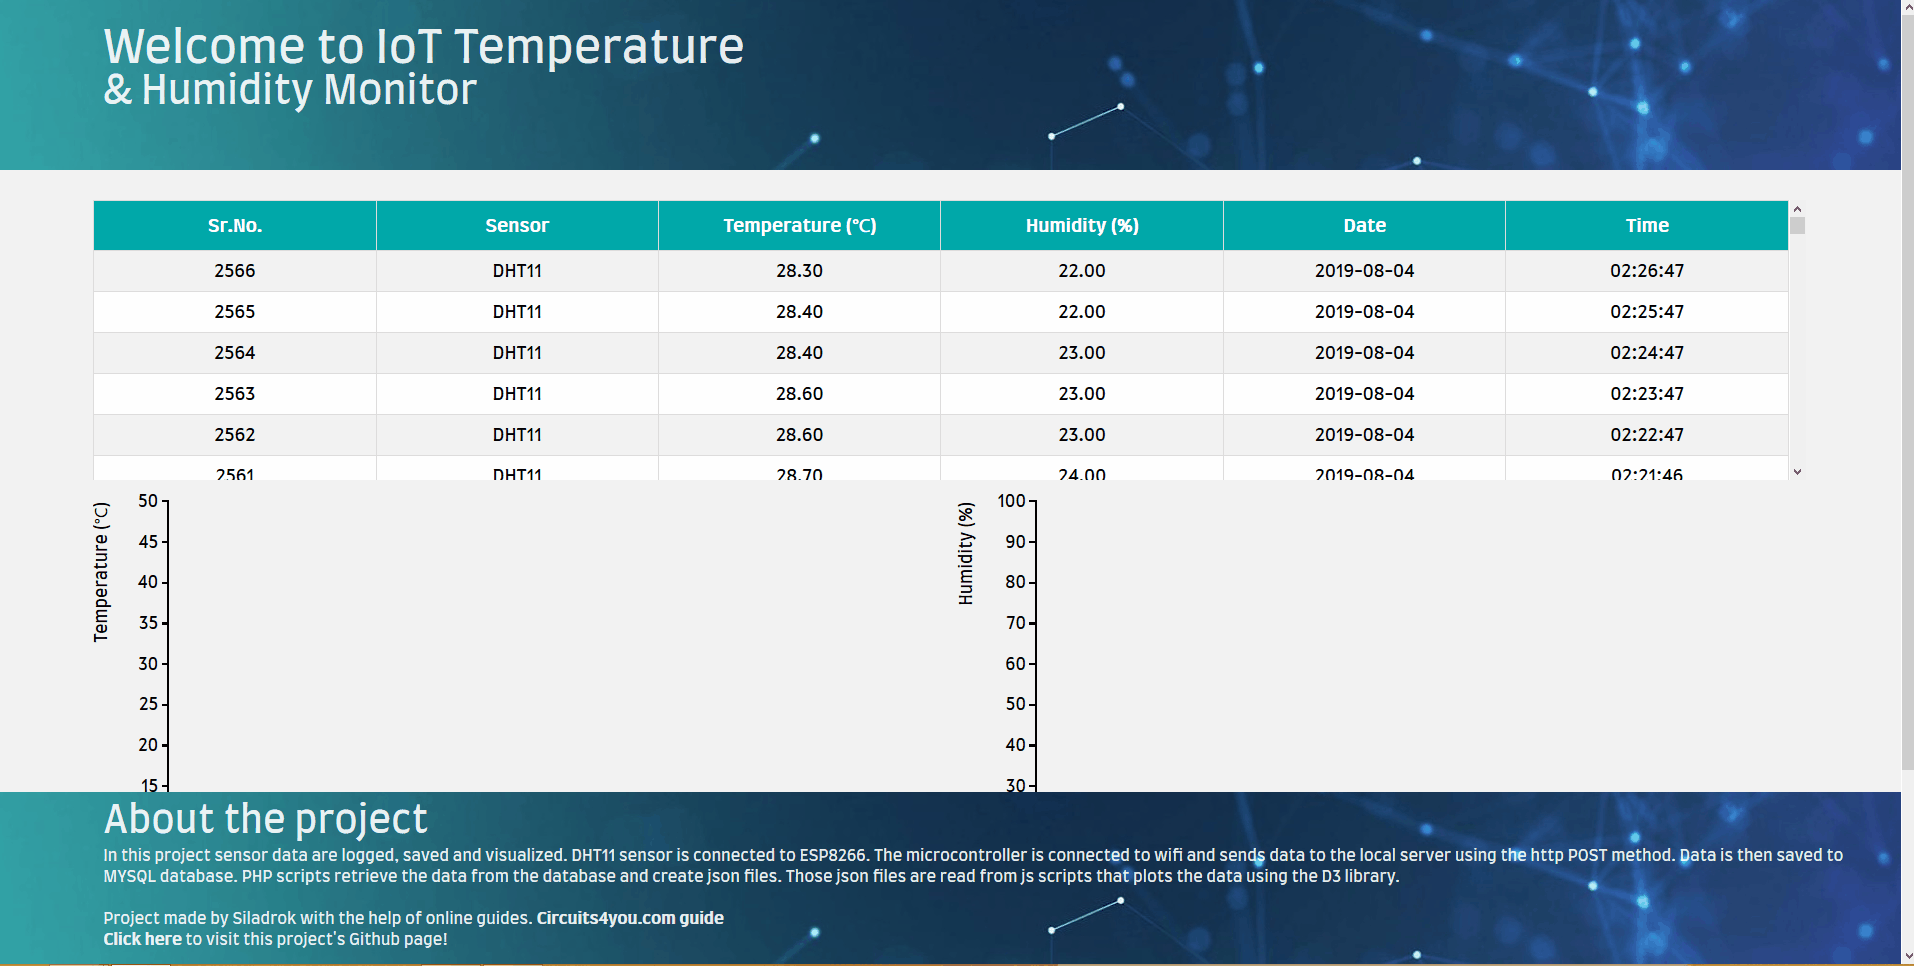 Welcome to IoT Temperature
& Humidity Monitor
Sr.No. Sensor Temperature (°C) Humidity (%) Date Time
2566 DHT11 28.30 22.00 2019-08-04 02:26:47
2565 DHT11 28.40 22.00 2019-08-04 02:25:47
2564 DHT11 28.40 23.00 2019-08-04 02:24:47
2563 DHT11 28.60 23.00 2019-08-04 02:23:47
2562 DHT11 28.60 23.00 2019-08-04 02:22:47
2561 DHT11 28.70 24.00 2019-08-04 02:21:46
Temperature (°C)
50
45
40
35
30
25
20
15
Humidity (%)
100
90
80
70
60
50
40
30
About the project
In this project sensor data are logged, saved and visualized. DHT11 sensor is connected to ESP8266. The microcontroller is connected to wifi and sends data to the local server using the http POST method. Data is then saved to
MYSQL database. PHP scripts retrieve the data from the database and create json files. Those json files are read from js scripts that plots the data using the D3 library.
Project made by Siladrok with the help of online guides. Circuits4you.com guide
Click here to visit this project's Github page!